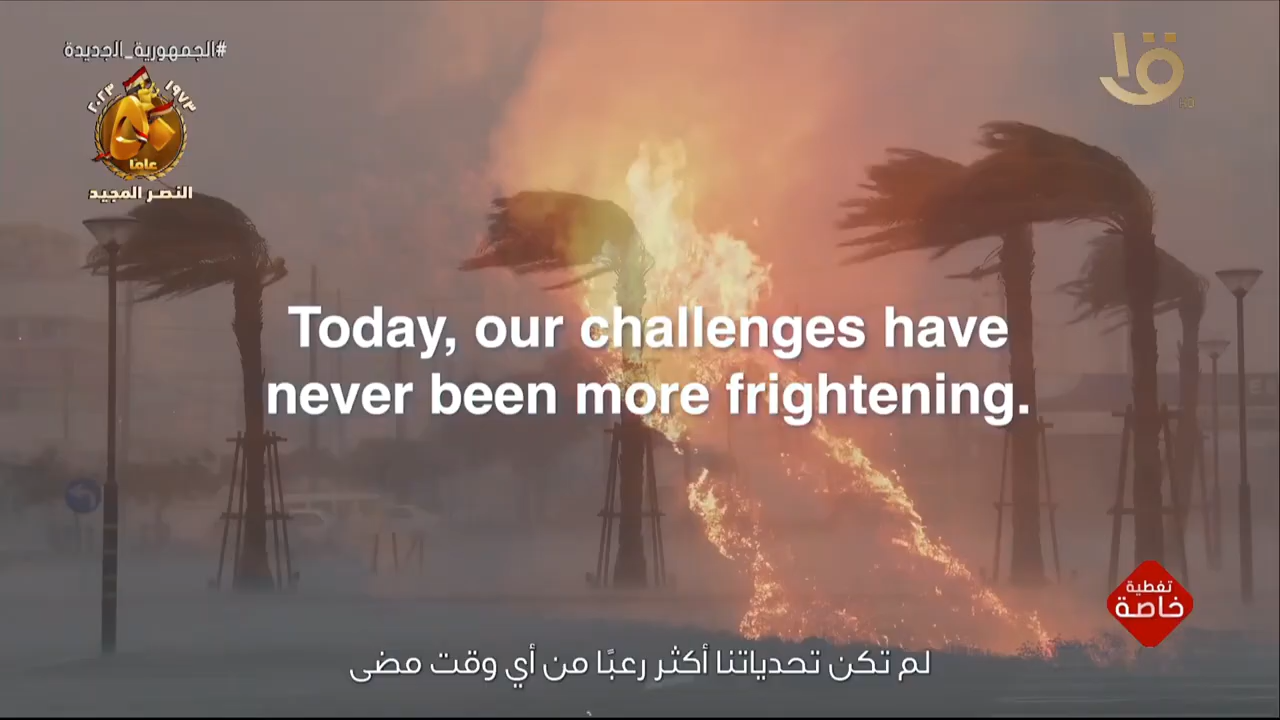 #الجمهورية_الجديدة
١٩٧٣ ٢٠٢٣
٥٠
عاما
النصر المجيد
Today, our challenges have
never been more frightening.
تغطية
خاصة
لم تكن تحدياتنا أكثر رعبًا من أي وقت مضى